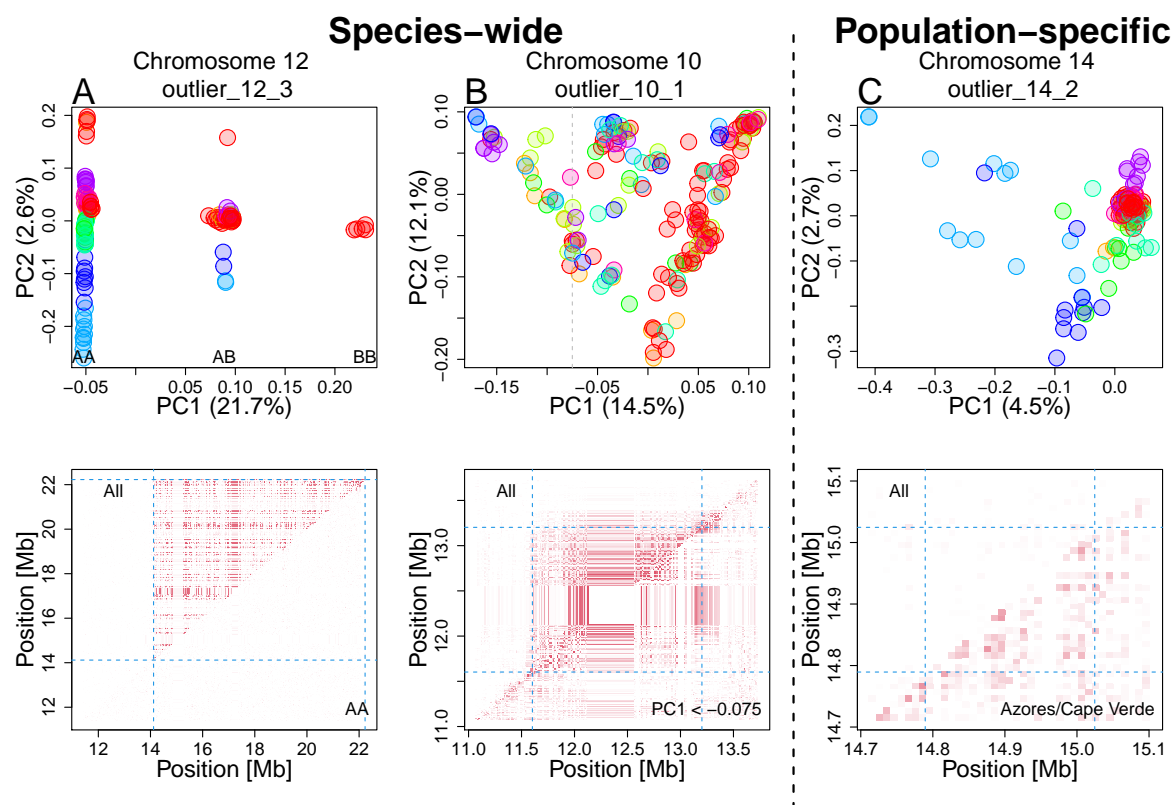 Species−wide
Population−specific
A
Chromosome 12
outlier_12_3
B
Chromosome 10
outlier_10_1
C
Chromosome 14
outlier_14_2
PC2 (2.6%)
0.2
0.1
0.0
−0.1
−0.2
AA
AB
BB
−0.05
0.05
0.10
0.20
PC1 (21.7%)
PC2 (12.1%)
0.10
0.00
−0.10
−0.20
−0.15
−0.05
0.05
0.10
PC1 (14.5%)
PC2 (2.7%)
0.2
0.1
0.0
−0.1
−0.3
−0.4
−0.3
−0.2
−0.1
0.0
PC1 (4.5%)
Position [Mb]
22
20
18
16
14
12
All
AA
12
14
16
18
20
22
Position [Mb]
Position [Mb]
13.0
12.0
11.0
All
PC1 < −0.075
11.0
11.5
12.0
12.5
13.0
13.5
Position [Mb]
Position [Mb]
15.1
15.0
14.9
14.8
14.7
All
Azores/Cape Verde
14.7
14.8
14.9
15.0
15.1
Position [Mb]